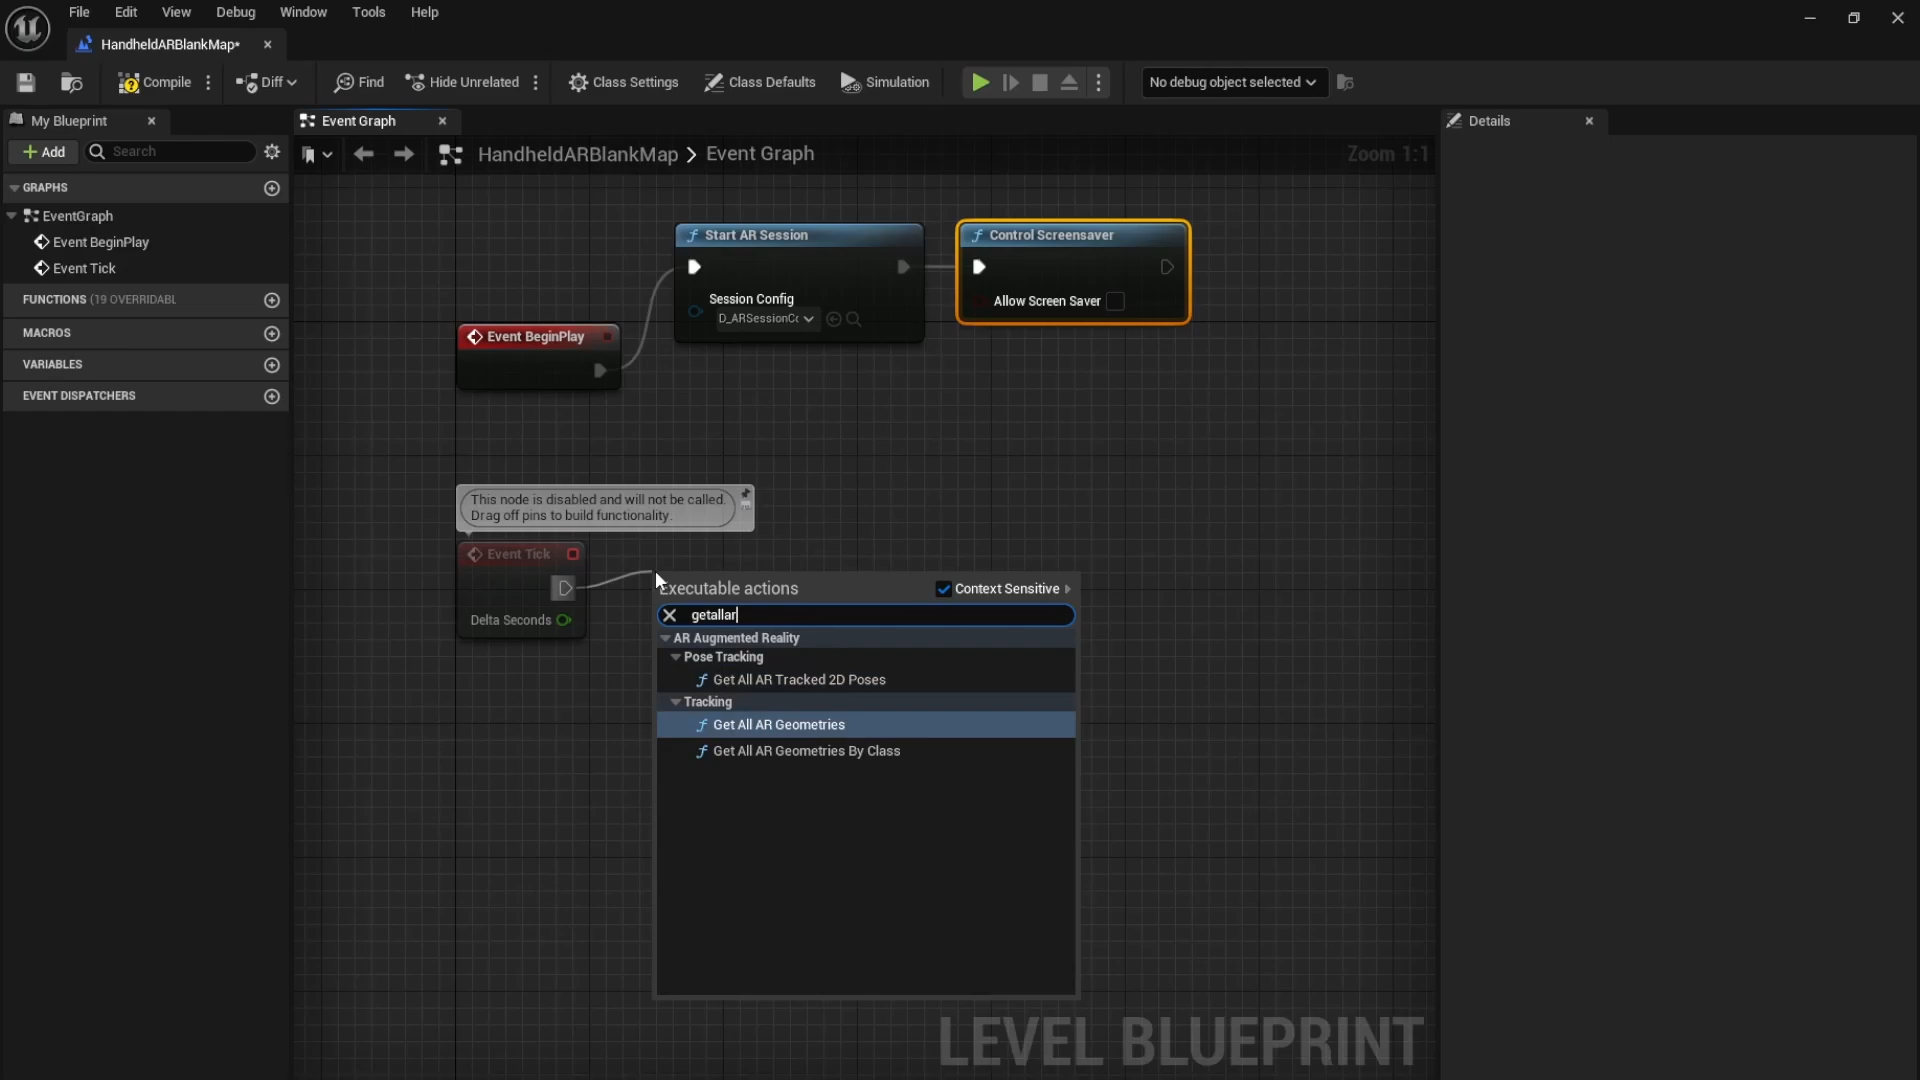 File Edit View Debug Window Tools Help
HandheldARBlankMap*
Compile Diff Find Hide Unrelated Class Settings Class Defaults Simulation No debug object selected
My Blueprint
Event Graph
Details
Add Search
HandheldARBlankMap > Event Graph
Zoom 1:1
GRAPHS
EventGraph
Event BeginPlay
Event Tick
FUNCTIONS (19 OVERRIDABL
MACROS
VARIABLES
EVENT DISPATCHERS
Start AR Session
Session Config
D_ARSessionCo
Control Screensaver
Allow Screen Saver
Event BeginPlay
This node is disabled and will not be called.
Drag off pins to build functionality.
Event Tick
Delta Seconds
Executable actions
Context Sensitive
getallar
AR Augmented Reality
Pose Tracking
f Get All AR Tracked 2D Poses
Tracking
f Get All AR Geometries
f Get All AR Geometries By Class
LEVEL BLUEPRINT